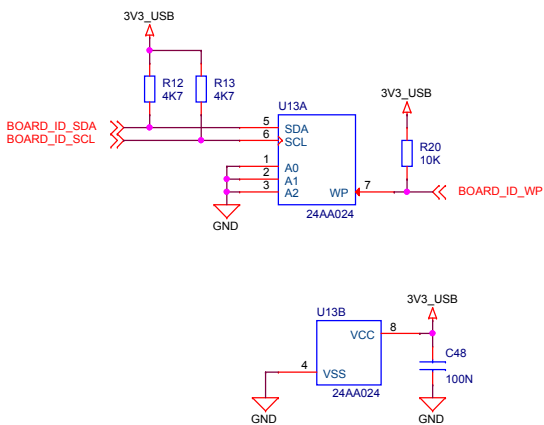 3V3_USB
R12
4K7
R13
4K7
U13A
3V3_USB
BOARD_ID_SDA
5
SDA
BOARD_ID_SCL
6
SCL
R20
10K
1
A0
2
A1
3
A2
WP
7
BOARD_ID_WP
24AA024
GND
U13B
3V3_USB
VCC
8
C48
100N
4
VSS
24AA024
GND
GND